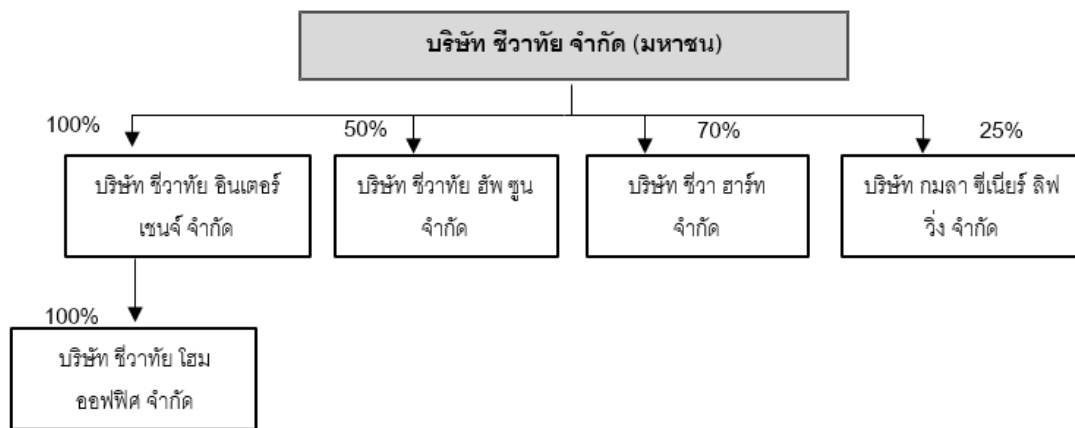 บริษัท ชีวาทัย จำกัด (มหาชน)
100%
50%
70%
25%
บริษัท ชีวาทัย อินเตอร์
เชนจ์ จำกัด
บริษัท ชีวาทัย ฮัพ ซูน
จำกัด
บริษัท ชีวา ฮาร์ท
จำกัด
บริษัท กมลา ซีเนียร์ ลิฟ
วิ่ง จำกัด
100%
บริษัท ชีวาทัย โฮม
ออฟฟิศ จำกัด